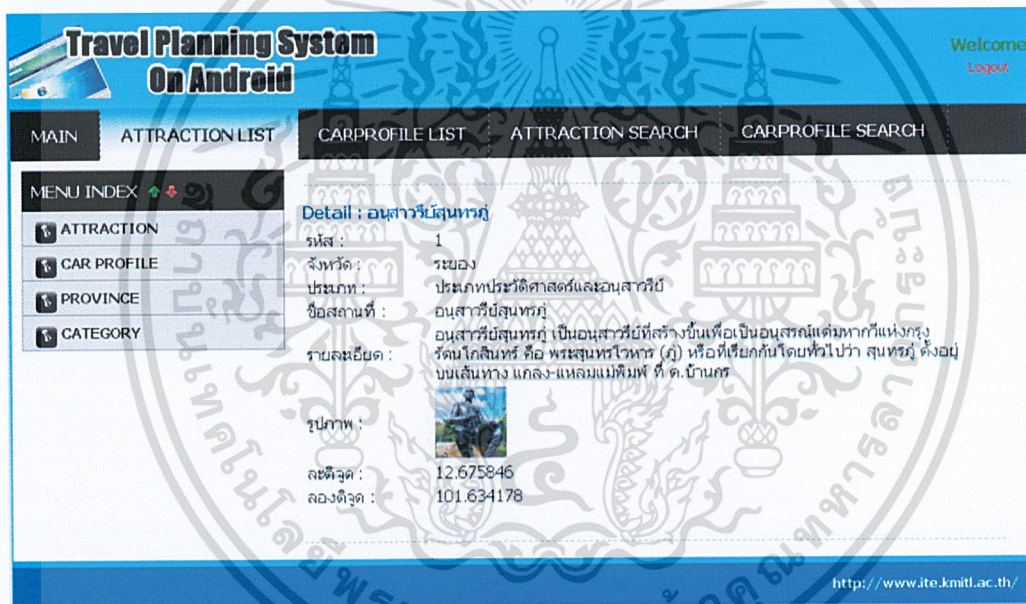 Travel Planning System
On Android
Welcome
Logout
MAIN ATTRACTION LIST CARPROFILE LIST ATTRACTION SEARCH CARPROFILE SEARCH
MENU INDEX
ATTRACTION
CAR PROFILE
PROVINCE
CATEGORY
Detail : อนุสาวรีย์สุนทรภู่
รหัส : 1
จังหวัด : ระยอง
ประเภท : ประเภทประวัติศาสตร์และอนุสาวรีย์
ชื่อสถานที่ : อนุสาวรีย์สุนทรภู่
รายละเอียด : อนุสาวรีย์สุนทรภู่ เป็นอนุสาวรีย์ที่สร้างขึ้นเพื่อเป็นอนุสรณ์แด่มหากวีแห่งกรุง
รัตนโกสินทร์ คือ พระสุนทรโวหาร (ภู่) หรือที่เรียกกันโดยทั่วไปว่า สุนทรภู่ ตั้งอยู่
บนเส้นทาง แกลง-แหลมแม่พิมพ์ ที่ ต.บ้านกร
รูปภาพ :
ละติจูด : 12.675846
ลองติจูด : 101.634178
http://www.ite.kmitl.ac.th/